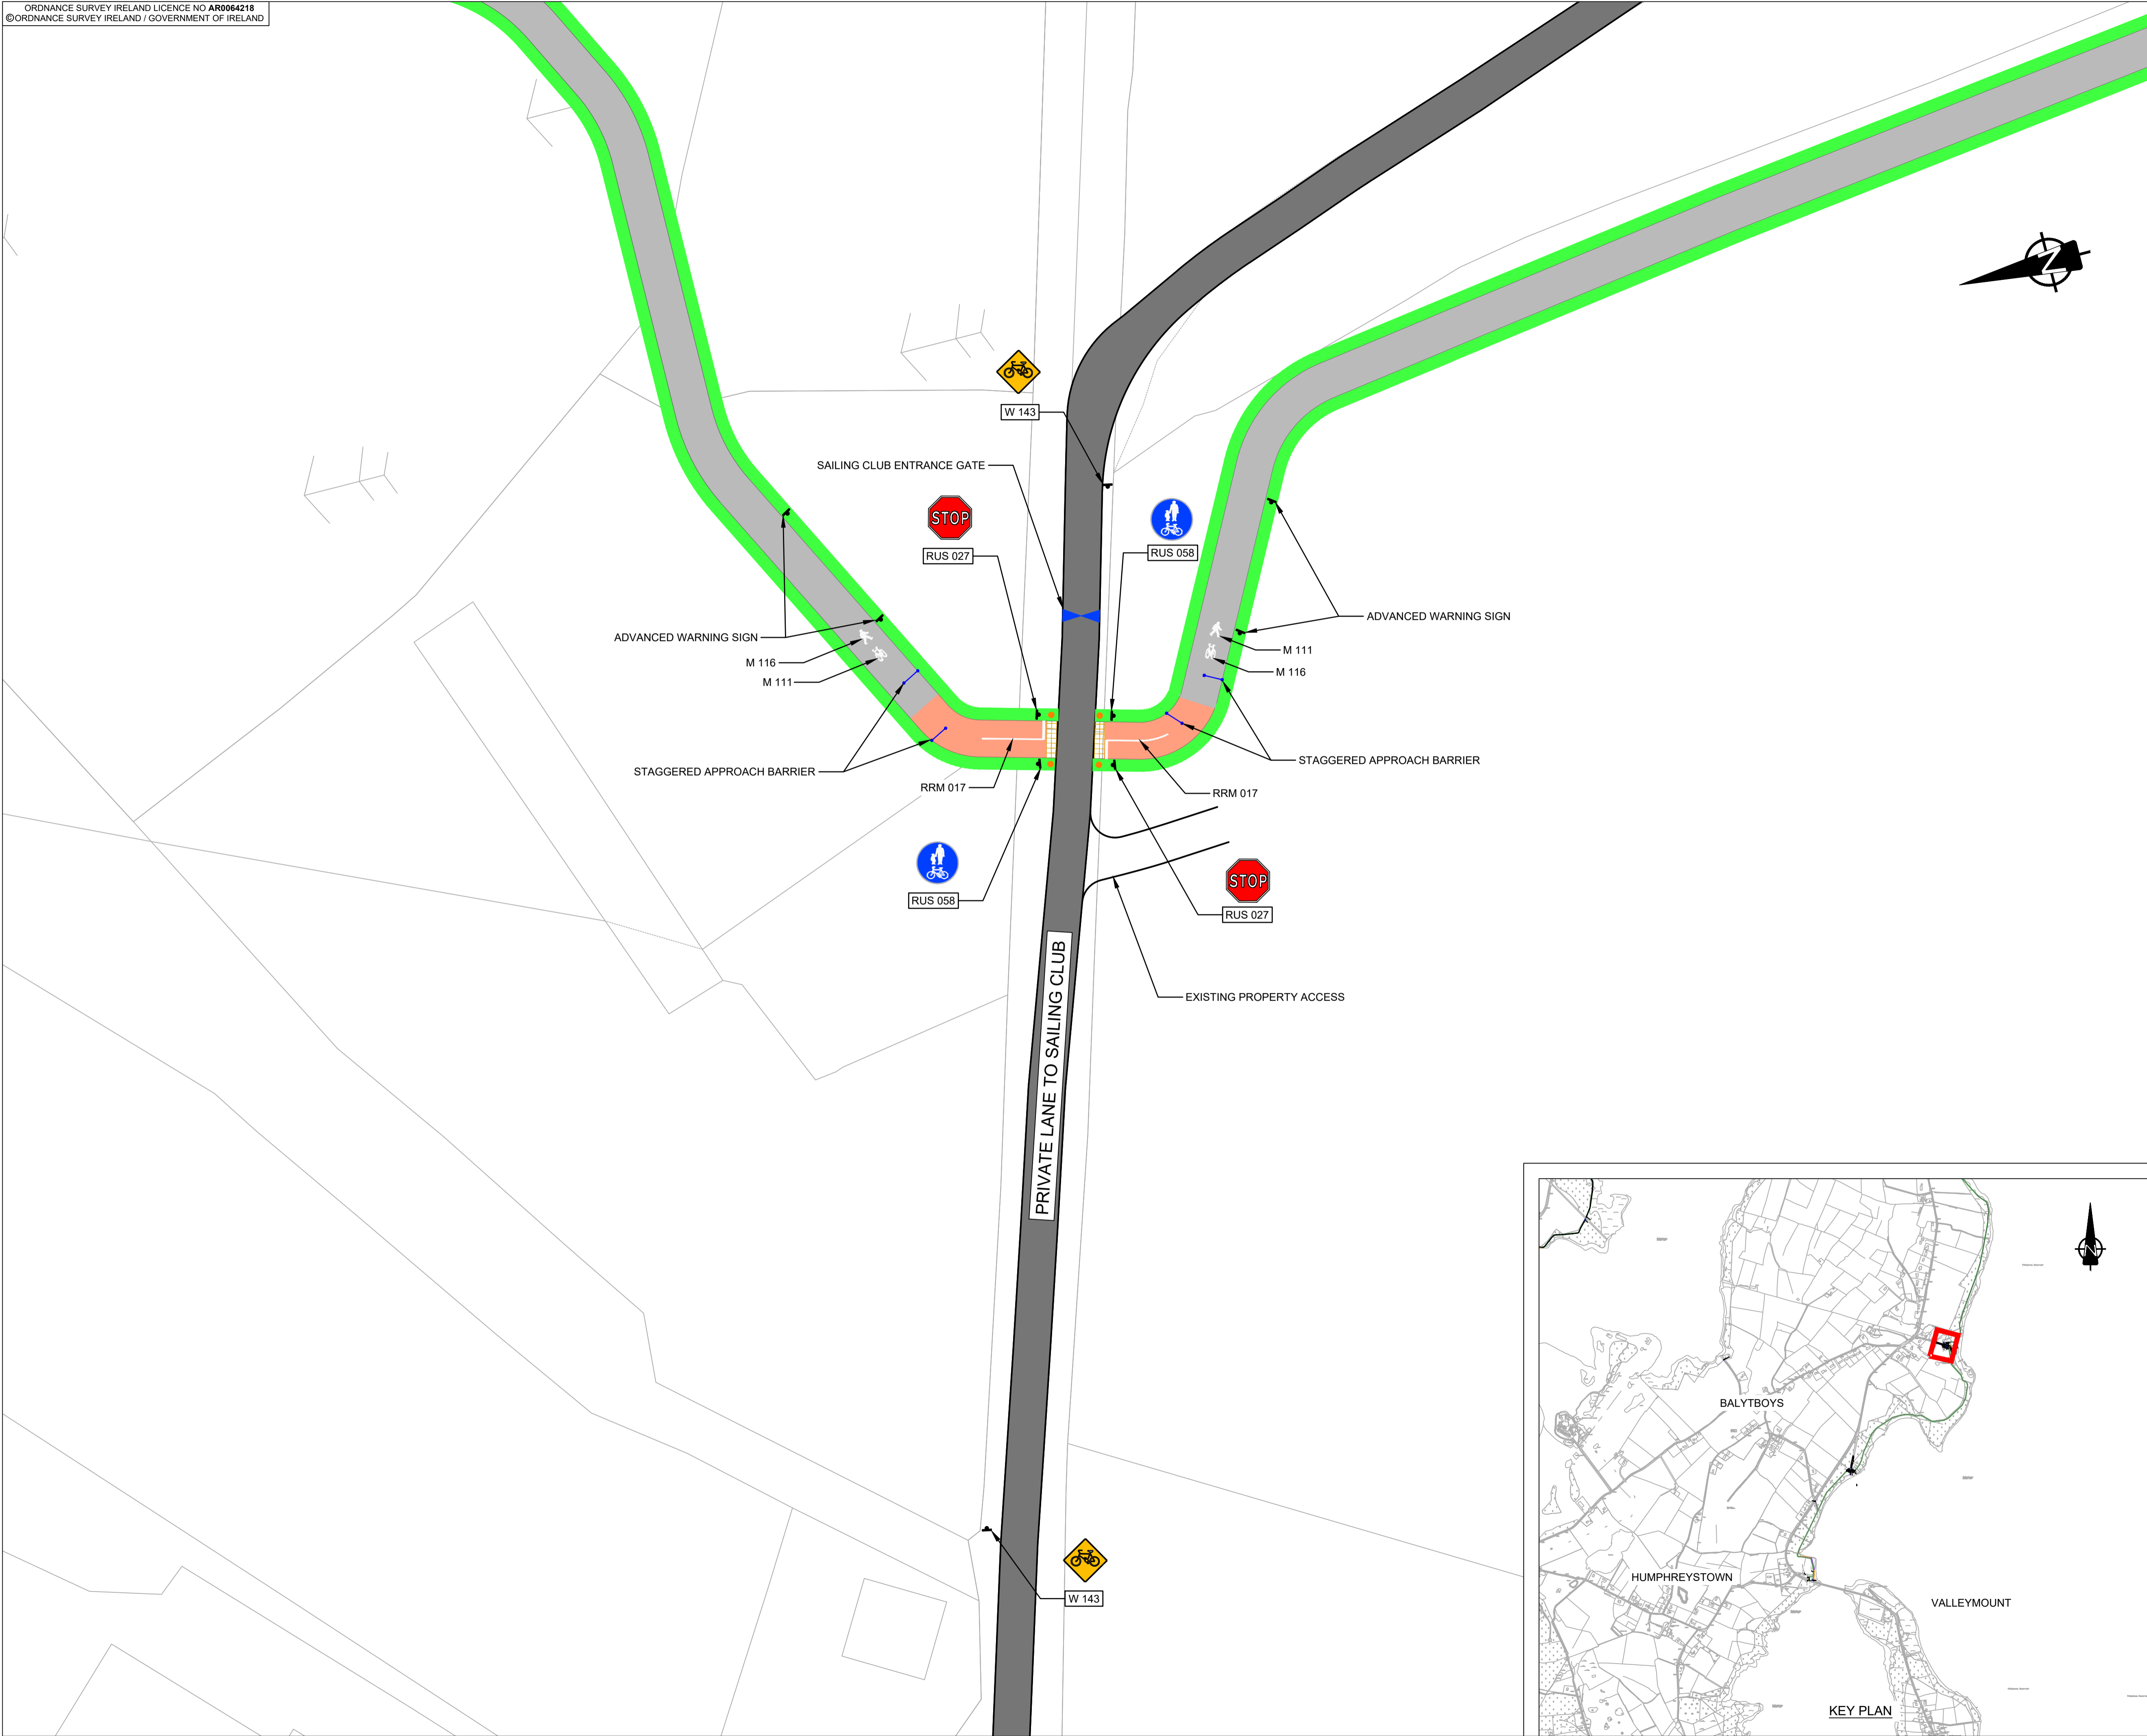 ORDNANCE SURVEY IRELAND LICENCE NO AR0064218
©ORDNANCE SURVEY IRELAND / GOVERNMENT OF IRELAND
N
W 143
SAILING CLUB ENTRANCE GATE
STOP
RUS 027
RUS 058
ADVANCED WARNING SIGN
M 116
M 111
ADVANCED WARNING SIGN
M 111
M 116
STAGGERED APPROACH BARRIER
RRM 017
STAGGERED APPROACH BARRIER
RRM 017
RUS 058
STOP
RUS 027
EXISTING PROPERTY ACCESS
PRIVATE LANE TO SAILING CLUB
W 143
N
BALYTBOYS
HUMPHREYSTOWN
VALLEYMOUNT
KEY PLAN